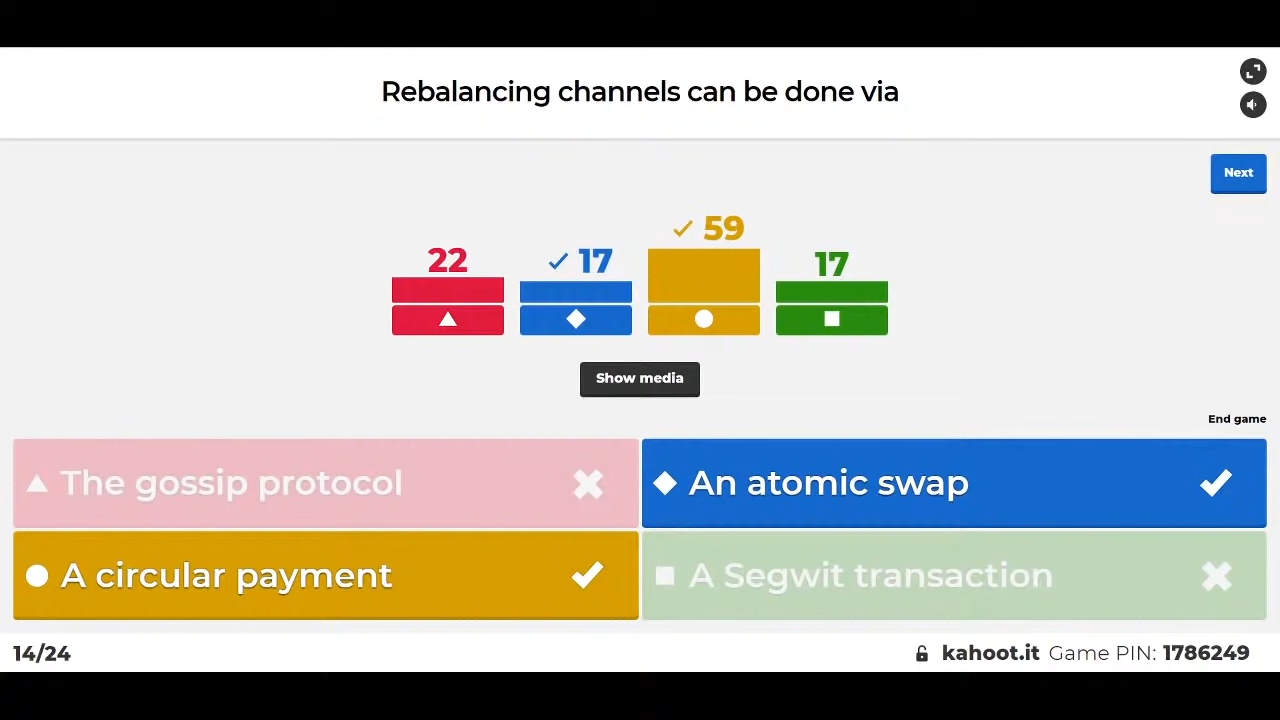 Rebalancing channels can be done via
Next
22
17
59
17
Show media
End game
The gossip protocol
An atomic swap
A circular payment
A Segwit transaction
14/24
kahoot.it Game PIN: 1786249